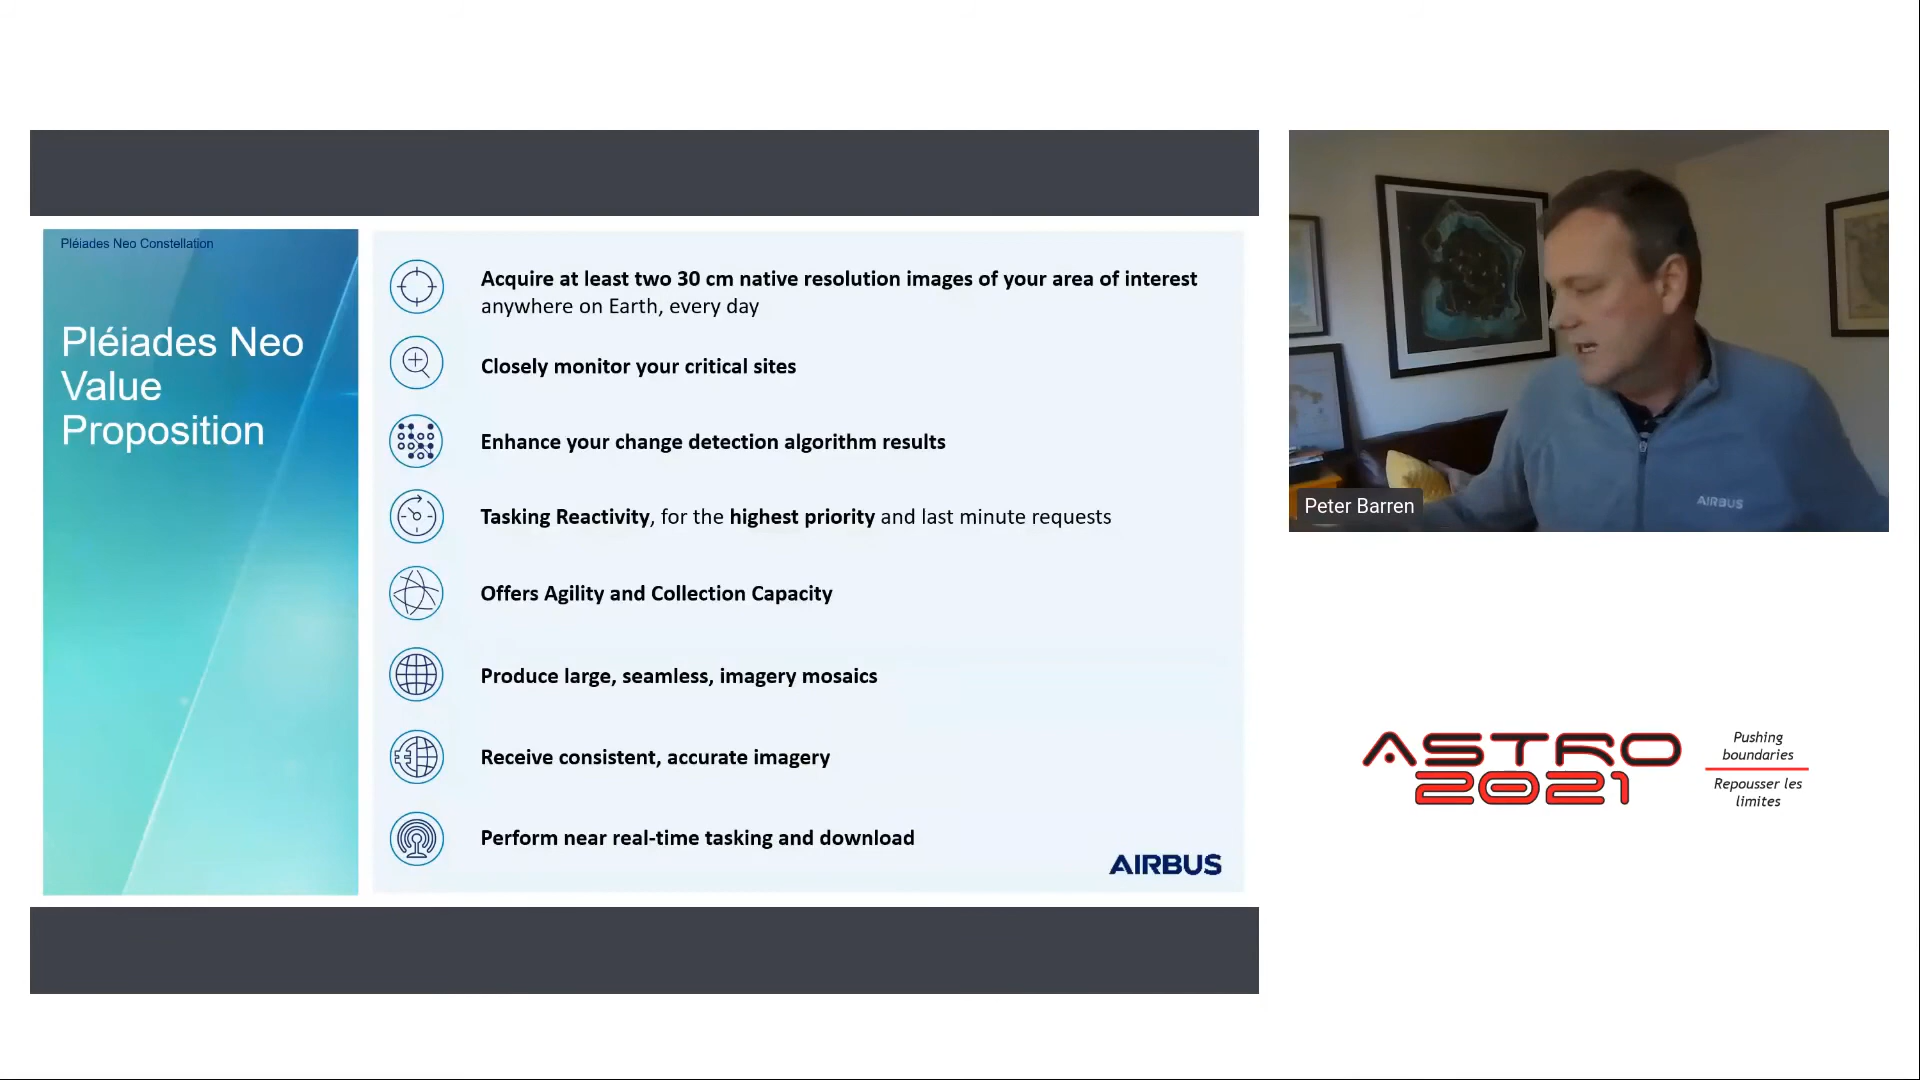 Pléiades Neo Constellation
Pléiades Neo
Value
Proposition
Acquire at least two 30 cm native resolution images of your area of interest
anywhere on Earth, every day
Closely monitor your critical sites
Enhance your change detection algorithm results
Tasking Reactivity, for the highest priority and last minute requests
Offers Agility and Collection Capacity
Produce large, seamless, imagery mosaics
Receive consistent, accurate imagery
Perform near real-time tasking and download
AIRBUS
AIRBUS
Peter Barren
ASTRO
2021
Pushing
boundaries
Repousser les
limites